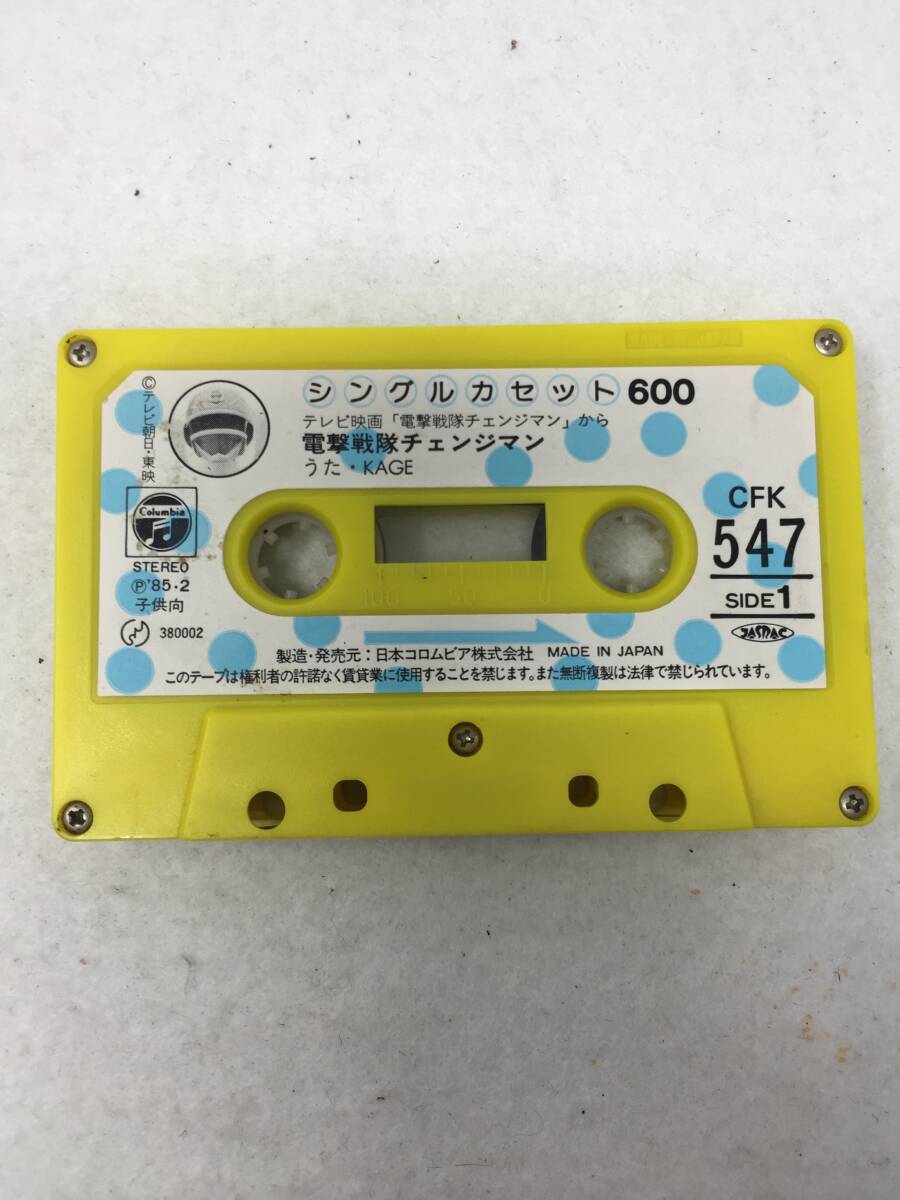 シングルカセット600
テレビ映画「電撃戦隊チェンジマン」から
電撃戦隊チェンジマン
うた・KAGE
©テレビ朝日・東映
Columbia
STEREO
Ⓟ'85・2
子供向
380002
CFK
547
SIDE 1
JASRAC
100 50 0
製造・発売元：日本コロムビア株式会社 MADE IN JAPAN
このテープは権利者の許諾なく賃貸業に使用することを禁じます。また無断複製は法律で禁じられています。